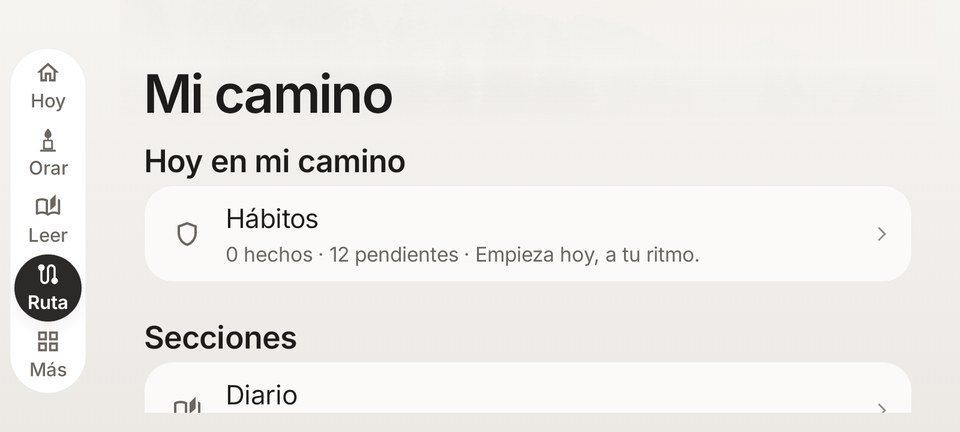 Hoy
Orar
Leer
Ruta
Más
Mi camino
Hoy en mi camino
Hábitos
0 hechos · 12 pendientes · Empieza hoy, a tu ritmo.
Secciones
Diario